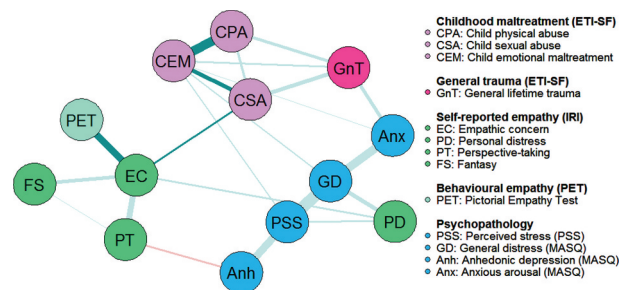 CPA
CEM
GnT
CSA
PET
Anx
EC
FS
GD
PSS
PD
PT
Anh
Childhood maltreatment (ETI-SF)
CPA: Child physical abuse
CSA: Child sexual abuse
CEM: Child emotional maltreatment
General trauma (ETI-SF)
GnT: General lifetime trauma
Self-reported empathy (IRI)
EC: Empathic concern
PD: Personal distress
PT: Perspective-taking
FS: Fantasy
Behavioural empathy (PET)
PET: Pictorial Empathy Test
Psychopathology
PSS: Perceived stress (PSS)
GD: General distress (MASQ)
Anh: Anhedonic depression (MASQ)
Anx: Anxious arousal (MASQ)